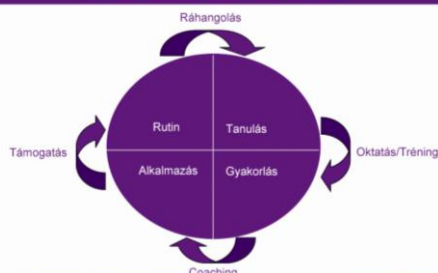 Ráhangolás
Rutin
Tanulás
Támogatás
Oktatás/Tréning
Alkalmazás
Gyakorlás
Coaching